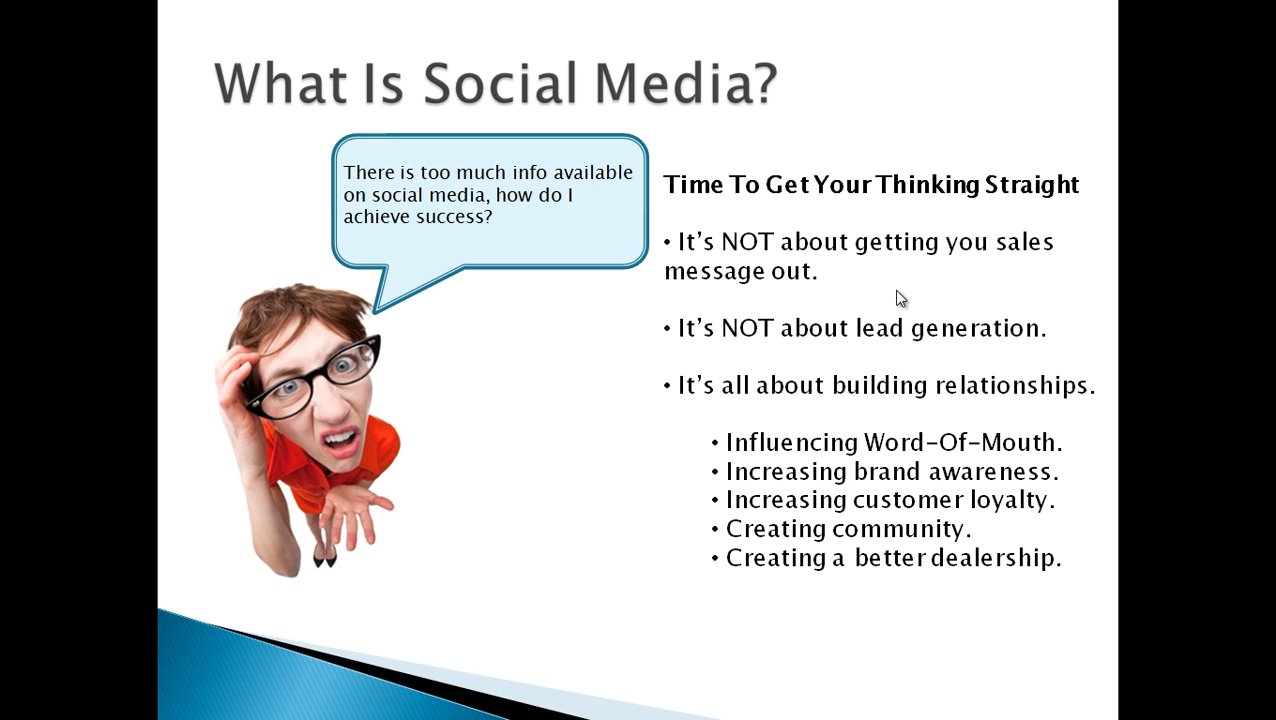 What Is Social Media?
There is too much info available
on social media, how do I
achieve success?
Time To Get Your Thinking Straight
• It's NOT about getting you sales
message out.
• It's NOT about lead generation.
• It's all about building relationships.
• Influencing Word-Of-Mouth.
• Increasing brand awareness.
• Increasing customer loyalty.
• Creating community.
• Creating a better dealership.